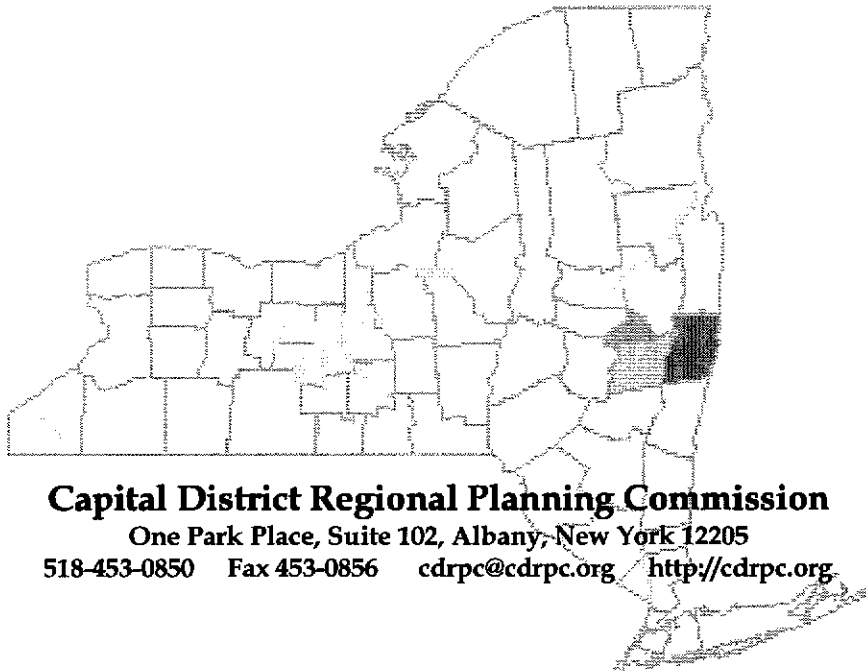 Capital District Regional Planning Commission
One Park Place, Suite 102, Albany, New York 12205
518-453-0850 Fax 453-0856 cdrpc@cdrpc.org http://cdrpc.org